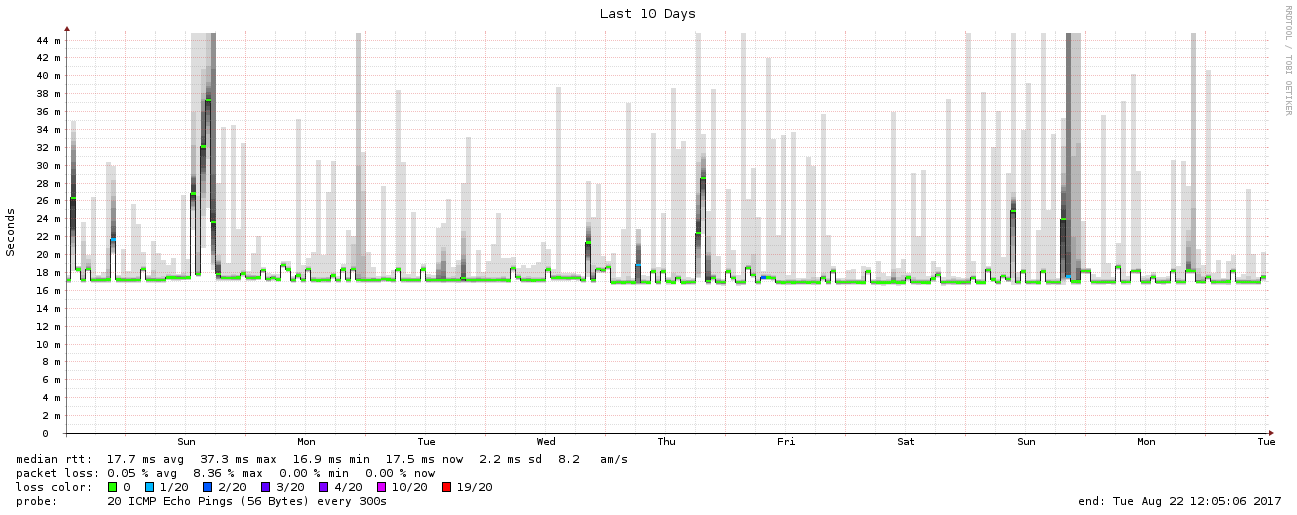 Last 10 Days
RRDTOOL / TOBI OETIKER
Seconds
44 m
42 m
40 m
38 m
36 m
34 m
32 m
30 m
28 m
26 m
24 m
22 m
20 m
18 m
16 m
14 m
12 m
10 m
8 m
6 m
4 m
2 m
0
Sun Mon Tue Wed Thu Fri Sat Sun Mon Tue
median rtt: 17.7 ms avg 37.3 ms max 16.9 ms min 17.5 ms now 2.2 ms sd 8.2 am/s
packet loss: 0.05 % avg 8.36 % max 0.00 % min 0.00 % now
loss color: 0 1/20 2/20 3/20 4/20 10/20 19/20
probe: 20 ICMP Echo Pings (56 Bytes) every 300s end: Tue Aug 22 12:05:06 2017